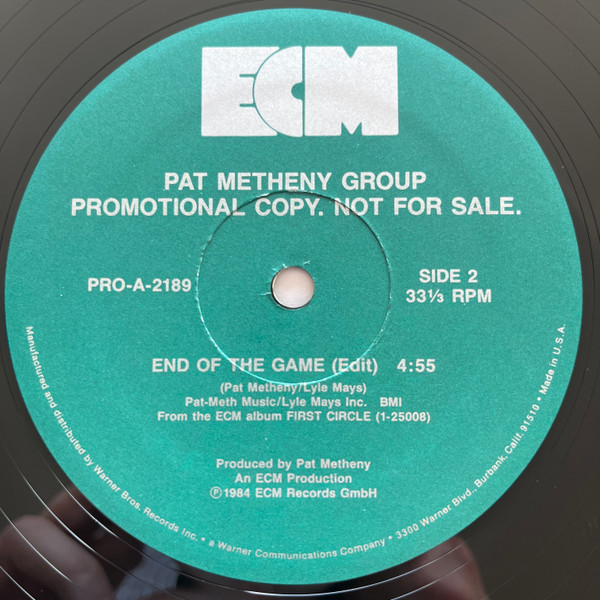 ECM
PAT METHENY GROUP
PROMOTIONAL COPY. NOT FOR SALE.
PRO-A-2189
SIDE 2
33⅓ RPM
END OF THE GAME (Edit) 4:55
(Pat Metheny/Lyle Mays)
Pat-Meth Music/Lyle Mays Inc. BMI
From the ECM album FIRST CIRCLE (1-25008)
Produced by Pat Metheny
An ECM Production
℗1984 ECM Records GmbH
Manufactured and distributed by Warner Bros. Records Inc. • a Warner Communications Company • 3300 Warner Blvd., Burbank, Calif. 91510 • Made in U.S.A.